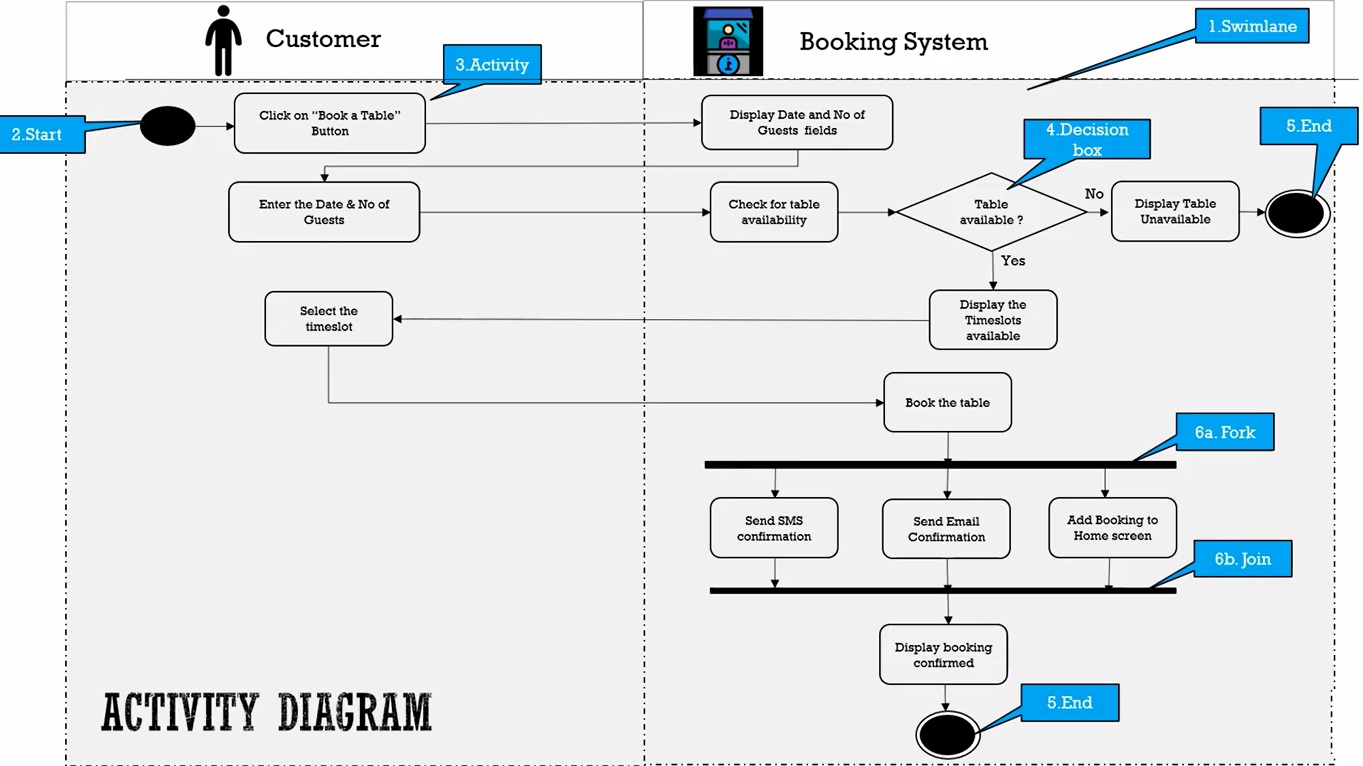 Customer
Booking System
1.Swimlane
3.Activity
2.Start
Click on “Book a Table”
Button
Display Date and No of
Guests fields
4.Decision
box
5.End
Enter the Date & No of
Guests
Check for table
availability
Table
available ?
No
Display Table
Unavailable
Yes
Select the
timeslot
Display the
Timeslots
available
Book the table
6a. Fork
Send SMS
confirmation
Send Email
Confirmation
Add Booking to
Home screen
6b. Join
Display booking
confirmed
5.End
ACTIVITY DIAGRAM